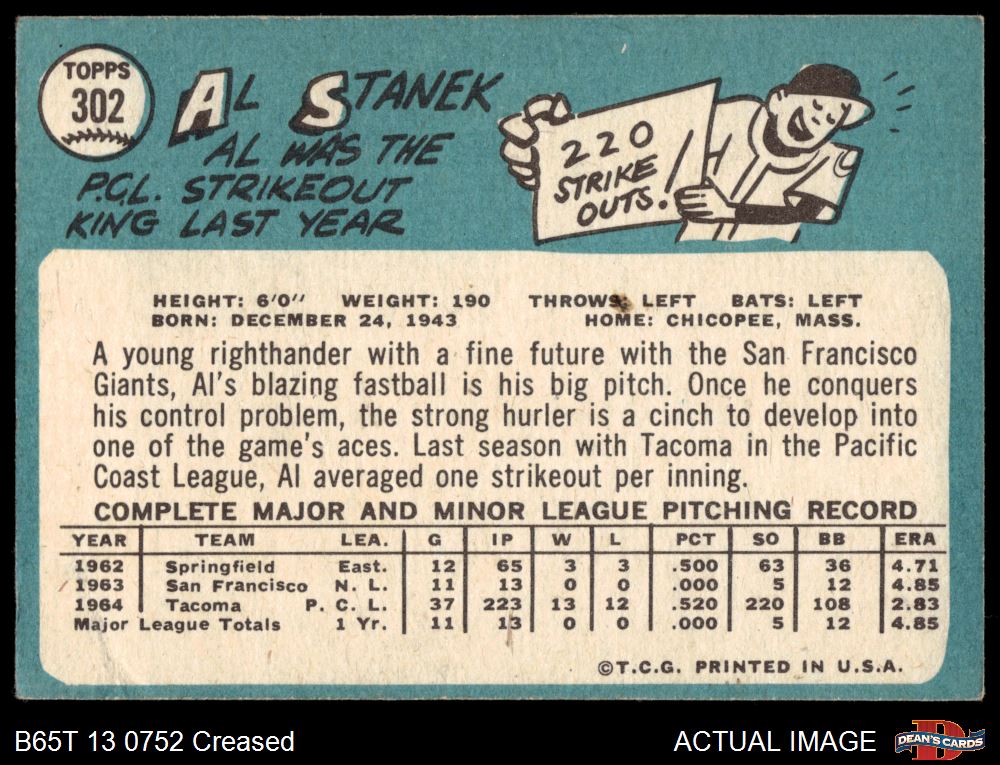 TOPPS
302
AL STANEK
AL WAS THE
P.C.L. STRIKEOUT
KING LAST YEAR
220
STRIKE
OUTS!
HEIGHT: 6'0" WEIGHT: 190 THROWS: LEFT BATS: LEFT
BORN: DECEMBER 24, 1943 HOME: CHICOPEE, MASS.
A young righthander with a fine future with the San Francisco
Giants, Al's blazing fastball is his big pitch. Once he conquers
his control problem, the strong hurler is a cinch to develop into
one of the game's aces. Last season with Tacoma in the Pacific
Coast League, Al averaged one strikeout per inning.
COMPLETE MAJOR AND MINOR LEAGUE PITCHING RECORD
YEAR TEAM LEA. G IP W L PCT SO BB ERA
1962 Springfield East. 12 65 3 3 .500 63 36 4.71
1963 San Francisco N. L. 11 13 0 0 .000 5 12 4.85
1964 Tacoma P. C. L. 37 223 13 12 .520 220 108 2.83
Major League Totals 1 Yr. 11 13 0 0 .000 5 12 4.85
©T.C.G. PRINTED IN U.S.A.
B65T 13 0752 Creased ACTUAL IMAGE DEAN'S CARDS